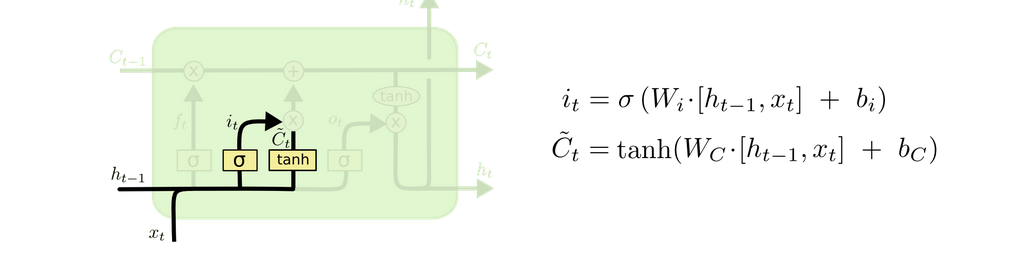 h_t
C_{t-1}
C_t
x
+
tanh
f_t
i_t
x
o_t
x
C̃_t
σ
σ
tanh
σ
h_{t-1}
h_t
x_t
i_t = σ (W_i·[h_{t-1}, x_t] + b_i)
C̃_t = tanh(W_C·[h_{t-1}, x_t] + b_C)